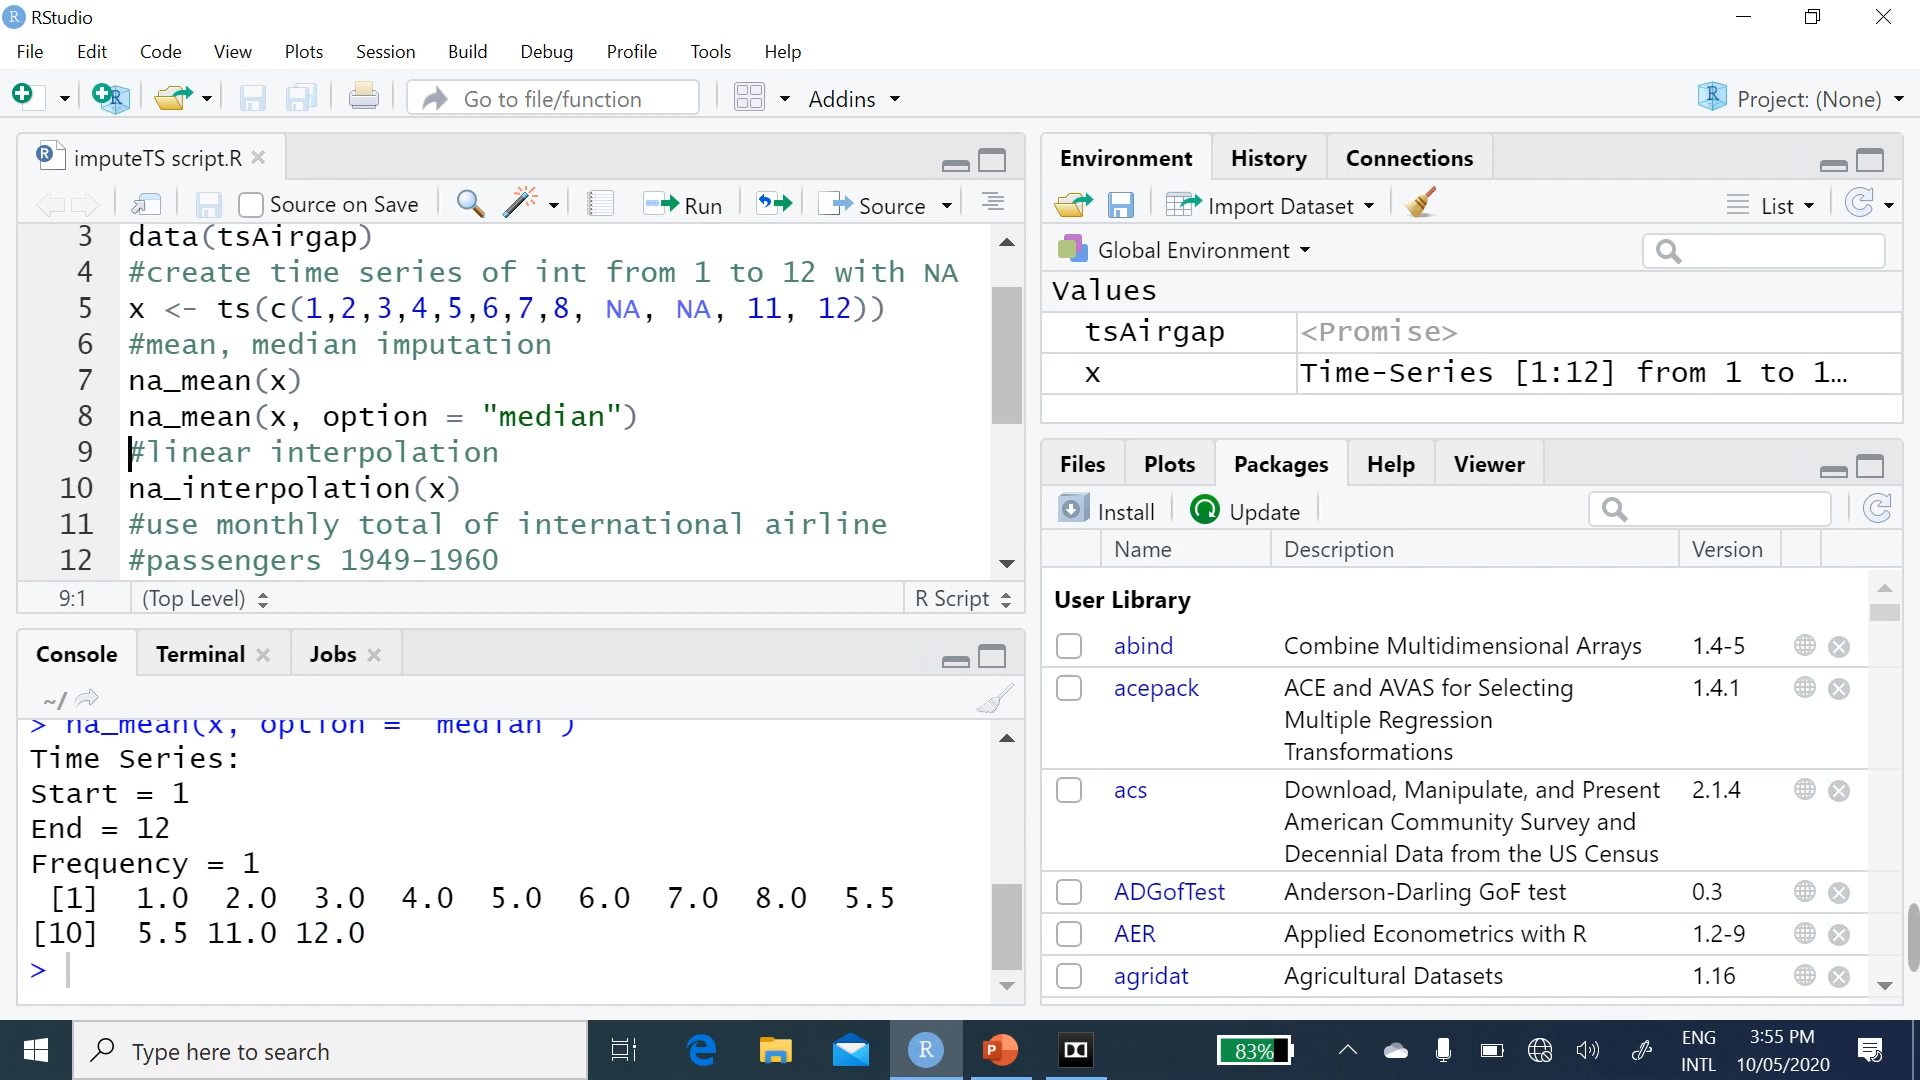 RStudio
File Edit Code View Plots Session Build Debug Profile Tools Help
Go to file/function Addins Project: (None)
imputeTS script.R
Source on Save Run Source
3 data(tsAirgap)
4 #create time series of int from 1 to 12 with NA
5 x <- ts(c(1,2,3,4,5,6,7,8, NA, NA, 11, 12))
6 #mean, median imputation
7 na_mean(x)
8 na_mean(x, option = "median")
9 #linear interpolation
10 na_interpolation(x)
11 #use monthly total of international airline
12 #passengers 1949-1960
9:1 (Top Level) R Script
Console Terminal Jobs
~/
> na_mean(x, option = "median")
Time Series:
Start = 1
End = 12
Frequency = 1
[1] 1.0 2.0 3.0 4.0 5.0 6.0 7.0 8.0 5.5
[10] 5.5 11.0 12.0
>
Environment History Connections
Import Dataset List
Global Environment
Values
tsAirgap <Promise>
x Time-Series [1:12] from 1 to 1…
Files Plots Packages Help Viewer
Install Update
Name Description Version
User Library
abind Combine Multidimensional Arrays 1.4-5
acepack ACE and AVAS for Selecting 1.4.1
Multiple Regression
Transformations
acs Download, Manipulate, and Present 2.1.4
American Community Survey and
Decennial Data from the US Census
ADGofTest Anderson-Darling GoF test 0.3
AER Applied Econometrics with R 1.2-9
agridat Agricultural Datasets 1.16
Type here to search
83%
ENG 3:55 PM
INTL 10/05/2020